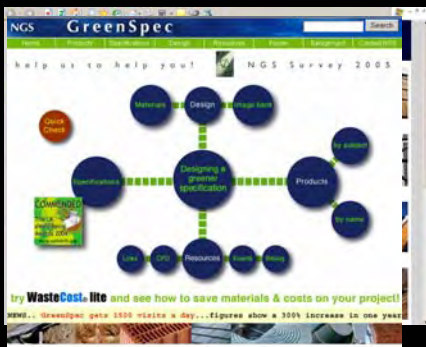 NGS GreenSpec Search
Home Products Specifications Design Resources Forum Background Contact NGS
help us to help you! NGS Survey 2005
Materials Design Image bank
Quick Check
by subject
Specifications
Designing a greener specification
Products
COMMENDED
by name
Links CPD Resources Events
try WasteCost® lite and see how to save materials & costs on your project!
NEWS.. GreenSpec gets 1500 visits a day...figures show a 300% increase in one year